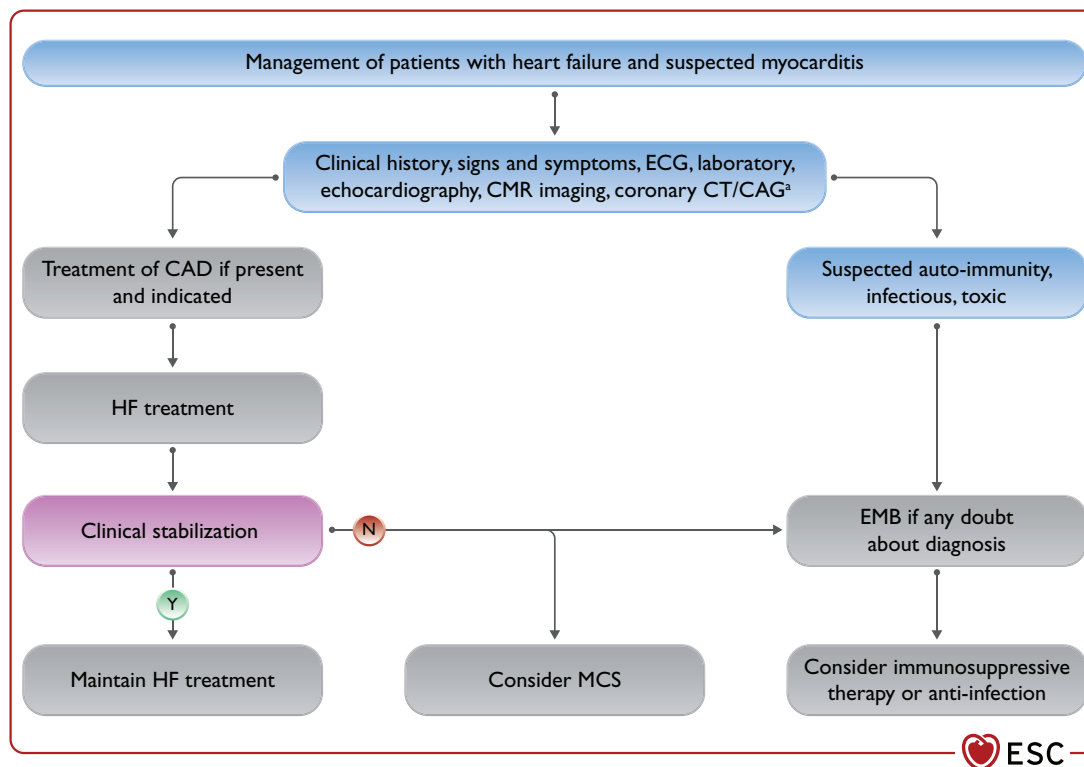 Management of patients with heart failure and suspected myocarditis
Clinical history, signs and symptoms, ECG, laboratory,
echocardiography, CMR imaging, coronary CT/CAGᵃ
Treatment of CAD if present
and indicated
Suspected auto-immunity,
infectious, toxic
HF treatment
Clinical stabilization
N
EMB if any doubt
about diagnosis
Y
Maintain HF treatment
Consider MCS
Consider immunosuppressive
therapy or anti-infection
ESC